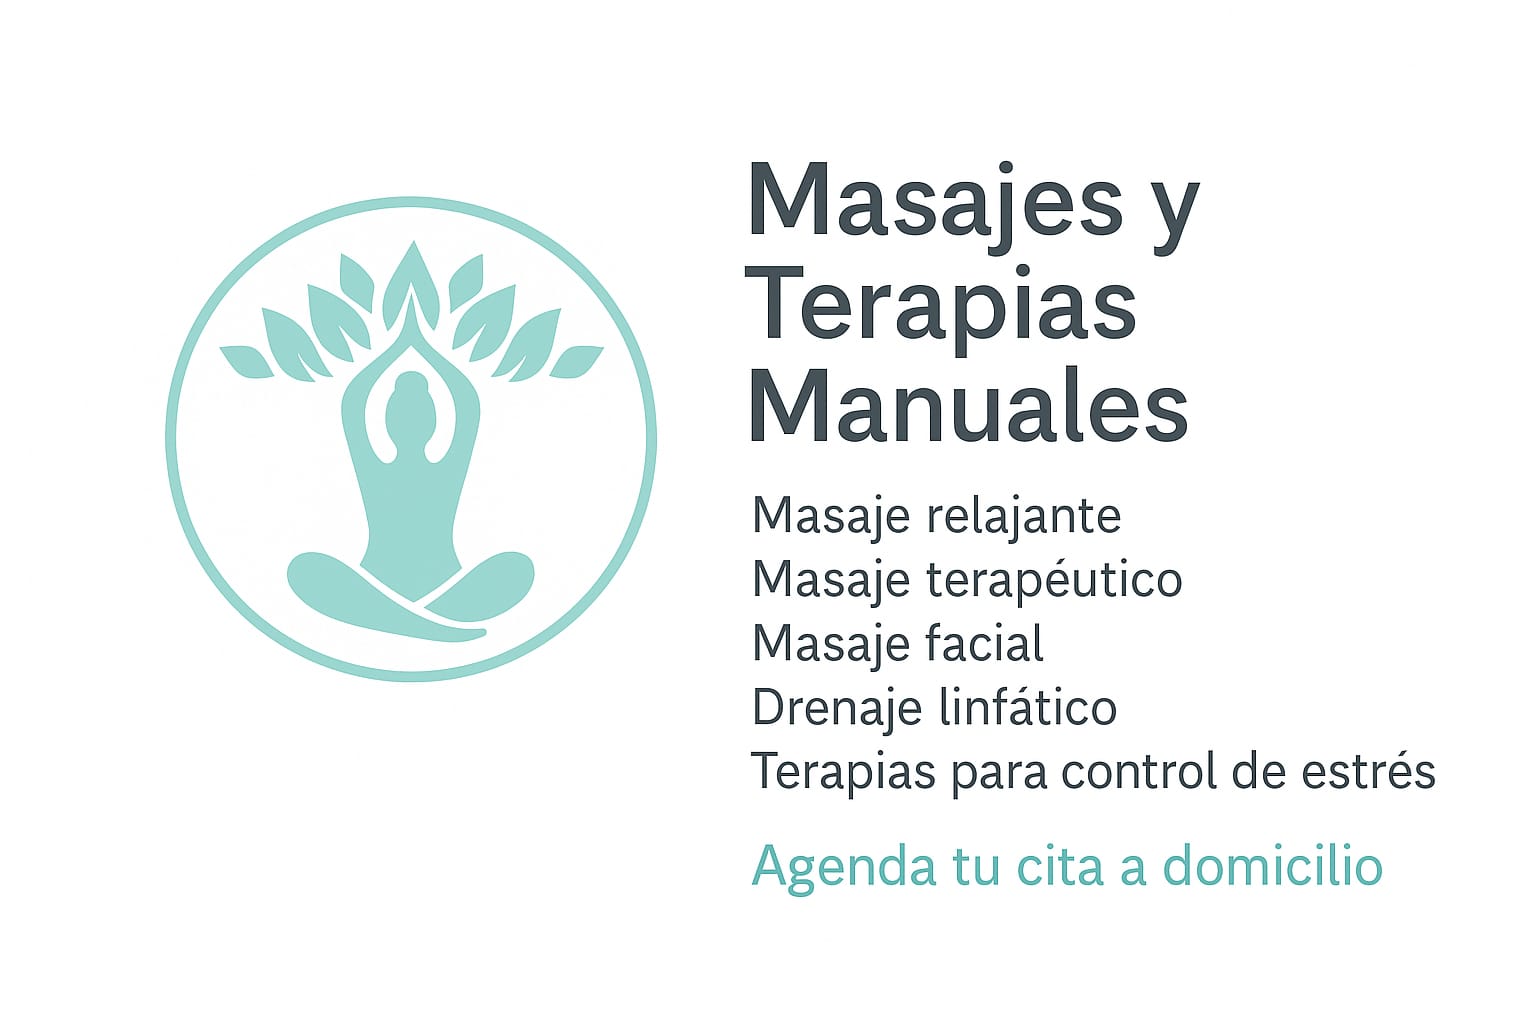 Masajes y
Terapias
Manuales
Masaje relajante
Masaje terapéutico
Masaje facial
Drenaje linfático
Terapias para control de estrés
Agenda tu cita a domicilio